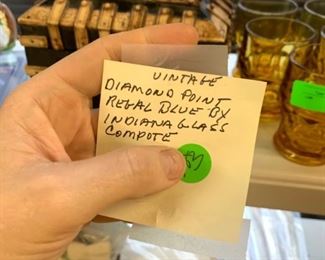 VINTAGE
DIAMOND POINT
REGAL BLUE BY
INDIANA GLASS
COMPOTE